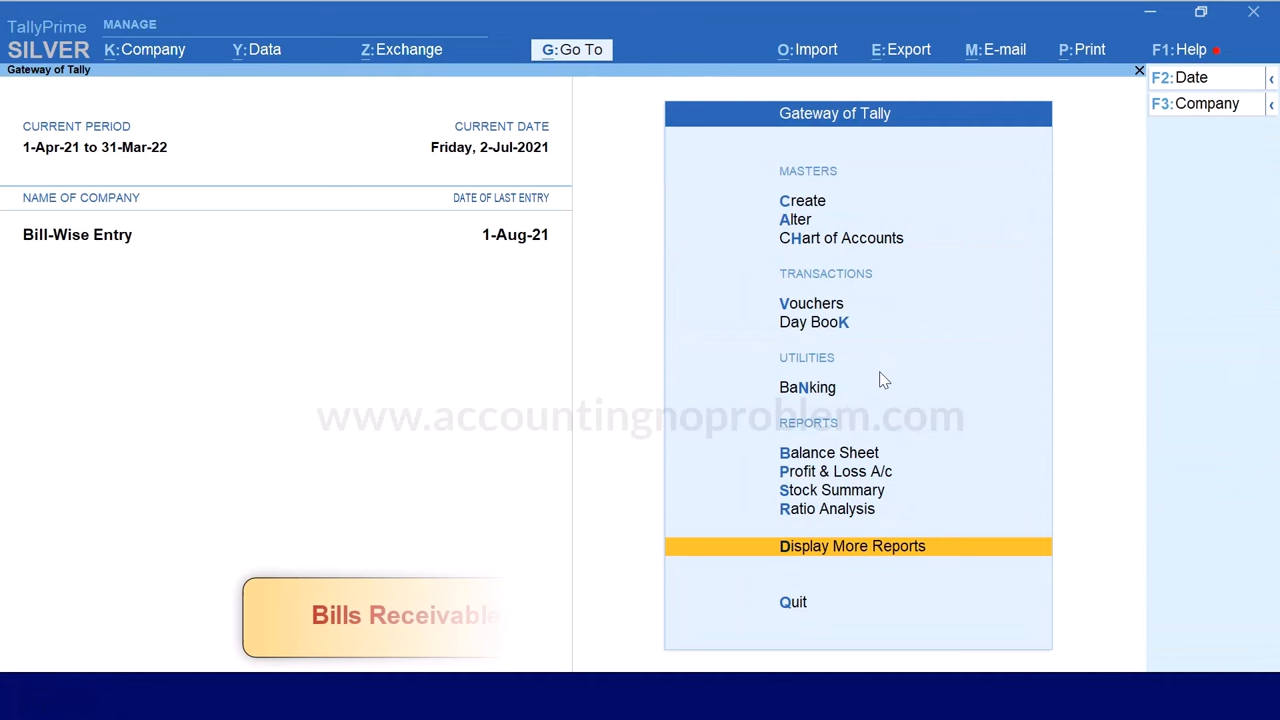 TallyPrime
SILVER
MANAGE
K:Company Y:Data Z:Exchange G:Go To O:Import E:Export M:E-mail P:Print F1:Help
Gateway of Tally
F2:Date
F3:Company
CURRENT PERIOD CURRENT DATE
1-Apr-21 to 31-Mar-22 Friday, 2-Jul-2021
NAME OF COMPANY DATE OF LAST ENTRY
Bill-Wise Entry 1-Aug-21
Gateway of Tally
MASTERS
Create
Alter
CHart of Accounts
TRANSACTIONS
Vouchers
Day BooK
UTILITIES
BaNking
www.accountingnoproblem.com
REPORTS
Balance Sheet
Profit & Loss A/c
Stock Summary
Ratio Analysis
Display More Reports
Quit
Bills Receivable